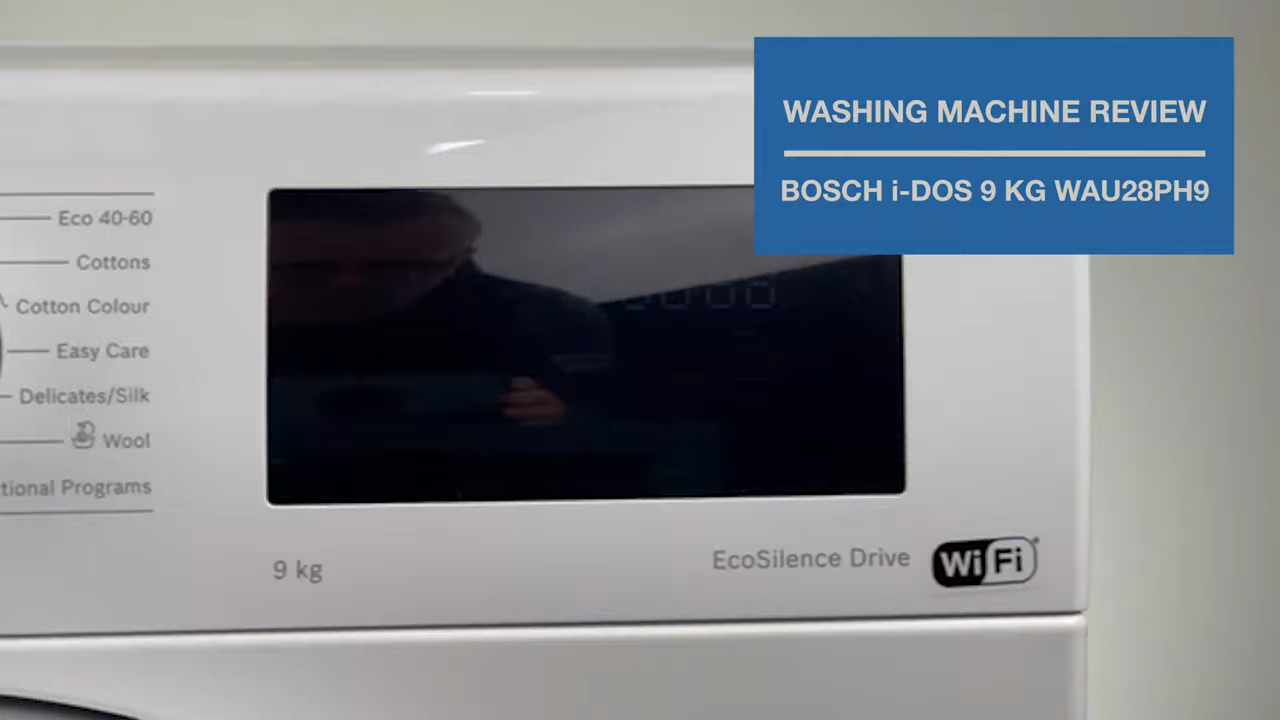 WASHING MACHINE REVIEW
BOSCH i-DOS 9 KG WAU28PH9
Eco 40-60
Cottons
Cotton Colour
Easy Care
Delicates/Silk
Wool
Programs
9 kg
EcoSilence Drive
WiFi